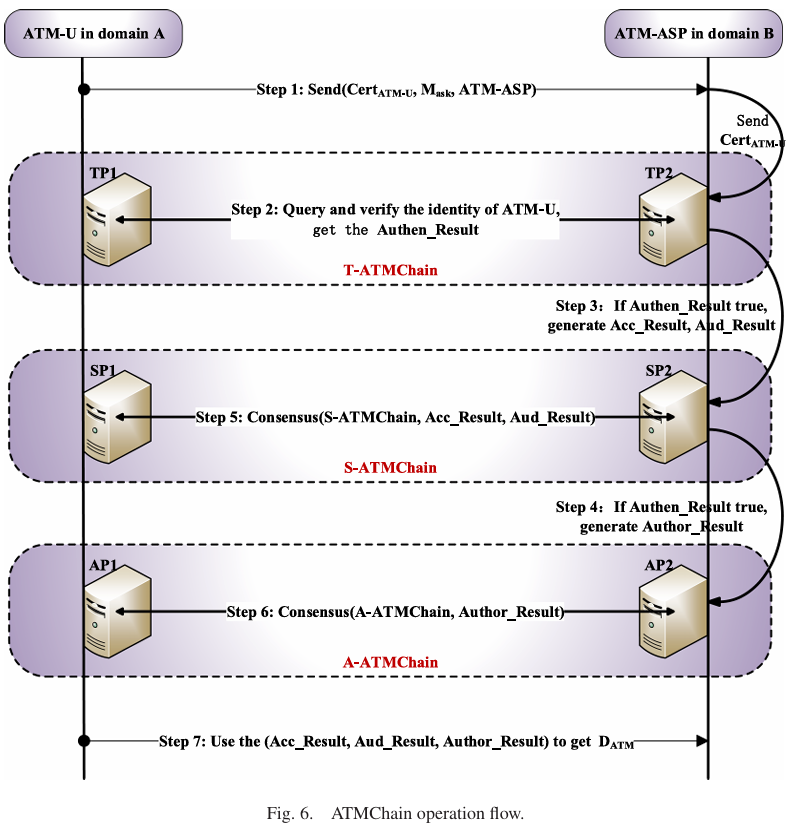 ATM-U in domain A
ATM-ASP in domain B
Step 1: Send(CertATM-U, Mask, ATM-ASP)
Send
CertATM-U
TP1
TP2
Step 2: Query and verify the identity of ATM-U,
get the Authen_Result
T-ATMChain
Step 3: If Authen_Result true,
generate Acc_Result, Aud_Result
SP1
SP2
Step 5: Consensus(S-ATMChain, Acc_Result, Aud_Result)
S-ATMChain
Step 4: If Authen_Result true,
generate Author_Result
AP1
AP2
Step 6: Consensus(A-ATMChain, Author_Result)
A-ATMChain
Step 7: Use the (Acc_Result, Aud_Result, Author_Result) to get DATM
Fig. 6. ATMChain operation flow.